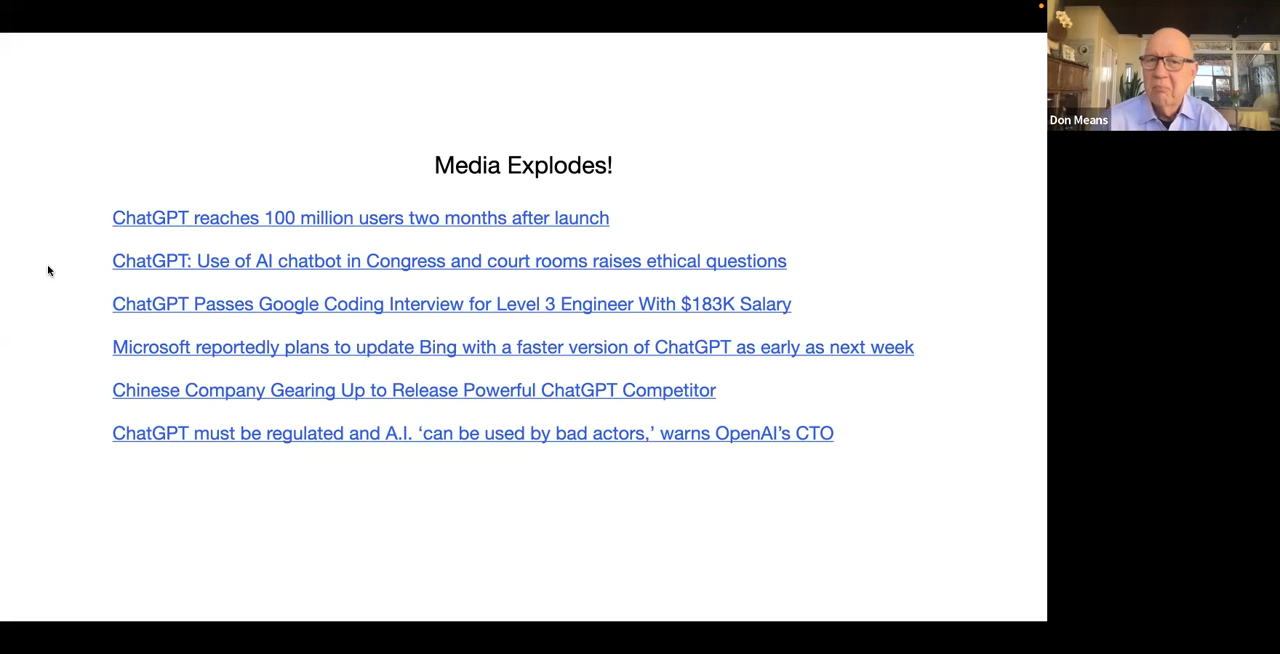 Media Explodes!
ChatGPT reaches 100 million users two months after launch
ChatGPT: Use of AI chatbot in Congress and court rooms raises ethical questions
ChatGPT Passes Google Coding Interview for Level 3 Engineer With $183K Salary
Microsoft reportedly plans to update Bing with a faster version of ChatGPT as early as next week
Chinese Company Gearing Up to Release Powerful ChatGPT Competitor
ChatGPT must be regulated and A.I. ‘can be used by bad actors,’ warns OpenAI’s CTO
Don Means